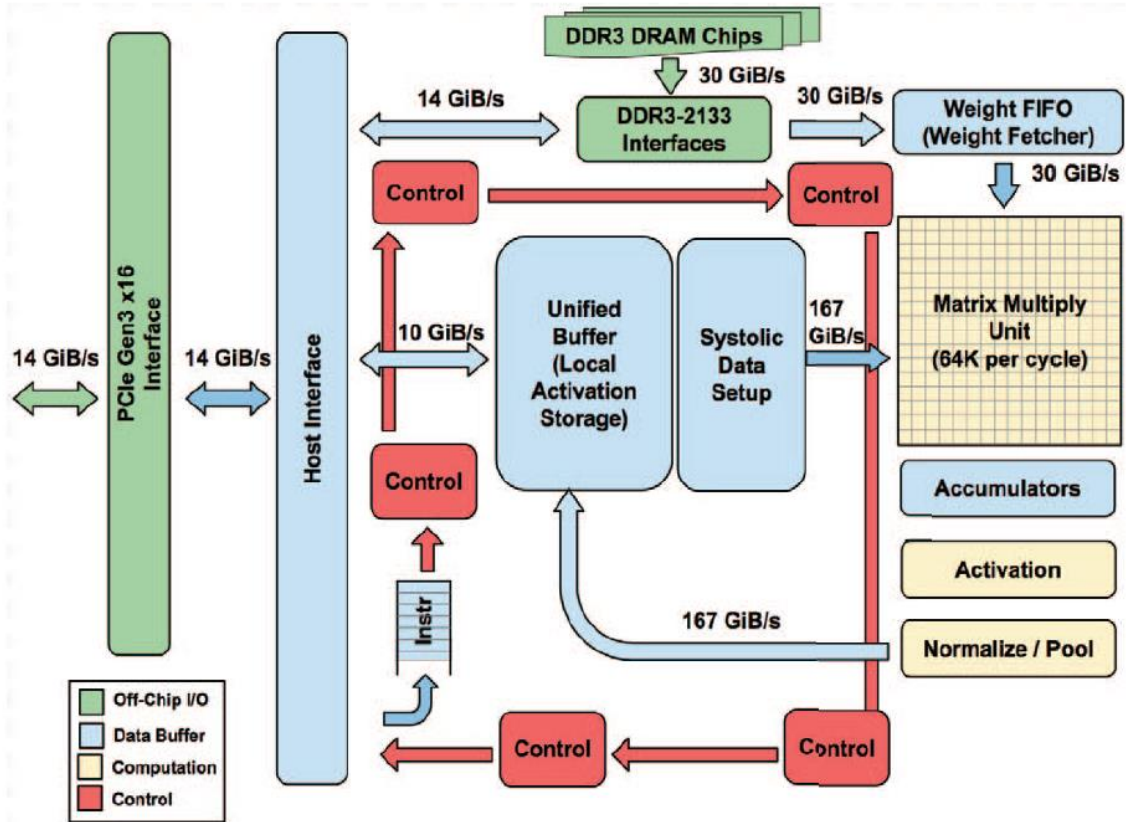 DDR3 DRAM Chips
30 GiB/s
14 GiB/s
DDR3-2133
Interfaces
30 GiB/s
Weight FIFO
(Weight Fetcher)
30 GiB/s
Control
Control
PCIe Gen3 x16
Interface
Host Interface
14 GiB/s
14 GiB/s
10 GiB/s
Unified
Buffer
(Local
Activation
Storage)
Systolic
Data
Setup
167
GiB/s
Matrix Multiply
Unit
(64K per cycle)
Control
Accumulators
Activation
Instr
167 GiB/s
Normalize / Pool
Off-Chip I/O
Data Buffer
Computation
Control
Control
Control